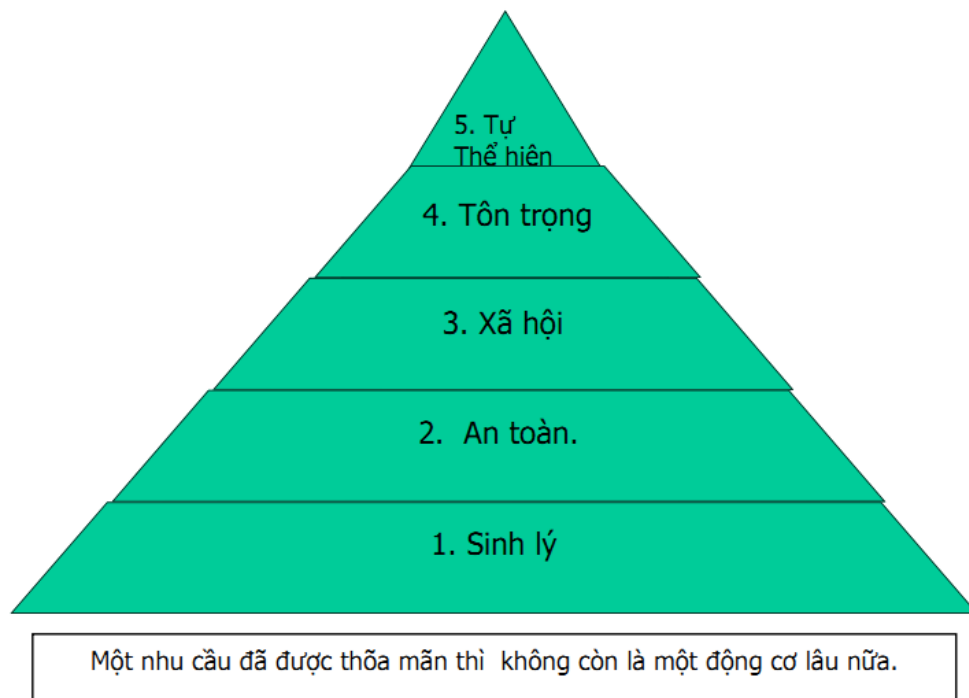 5. Tự
Thể hiên
4. Tôn trọng
3. Xã hội
2. An toàn.
1. Sinh lý
Một nhu cầu đã được thõa mãn thì không còn là một động cơ lâu nữa.